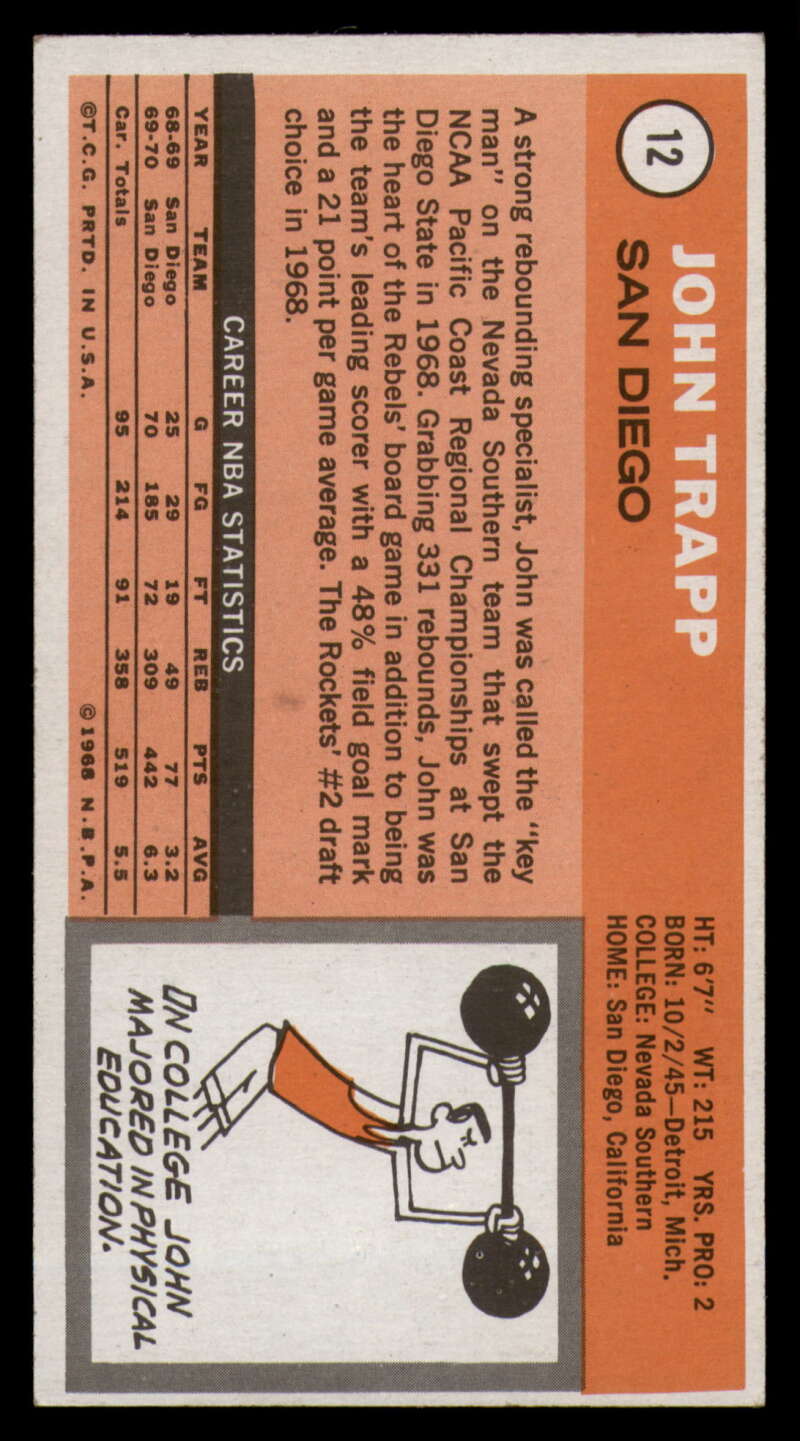 12
JOHN TRAPP
SAN DIEGO
HT: 6'7" WT: 215 YRS. PRO: 2
BORN: 10/2/45—Detroit, Mich.
COLLEGE: Nevada Southern
HOME: San Diego, California
A strong rebounding specialist, John was called the "key
man" on the Nevada Southern team that swept the
NCAA Pacific Coast Regional Championships at San
Diego State in 1968. Grabbing 331 rebounds, John was
the heart of the Rebels' board game in addition to being
the team's leading scorer with a 48% field goal mark
and a 21 point per game average. The Rockets' #2 draft
choice in 1968.
CAREER NBA STATISTICS
YEAR TEAM G FG FT REB PTS AVG
68-69 San Diego 25 29 19 49 77 3.2
69-70 San Diego 70 185 72 309 442 6.3
Car. Totals 95 214 91 358 519 5.5
©T.C.G. PRTD. IN U.S.A. ©1968 N.B.P.A.
IN COLLEGE JOHN
MAJORED IN PHYSICAL
EDUCATION.